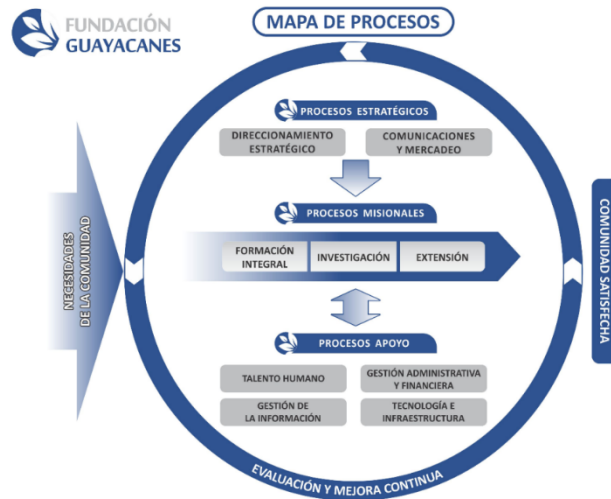 FUNDACIÓN
GUAYACANES
MAPA DE PROCESOS
PROCESOS ESTRATÉGICOS
DIRECCIONAMIENTO
ESTRATÉGICO
COMUNICACIONES
Y MERCADEO
NECESIDADES
DE LA COMUNIDAD
PROCESOS MISIONALES
FORMACIÓN
INTEGRAL
INVESTIGACIÓN
EXTENSIÓN
COMUNIDAD SATISFECHA
PROCESOS APOYO
TALENTO HUMANO
GESTIÓN ADMINISTRATIVA
Y FINANCIERA
GESTIÓN DE
LA INFORMACIÓN
TECNOLOGÍA E
INFRAESTRUCTURA
EVALUACIÓN Y MEJORA CONTINUA